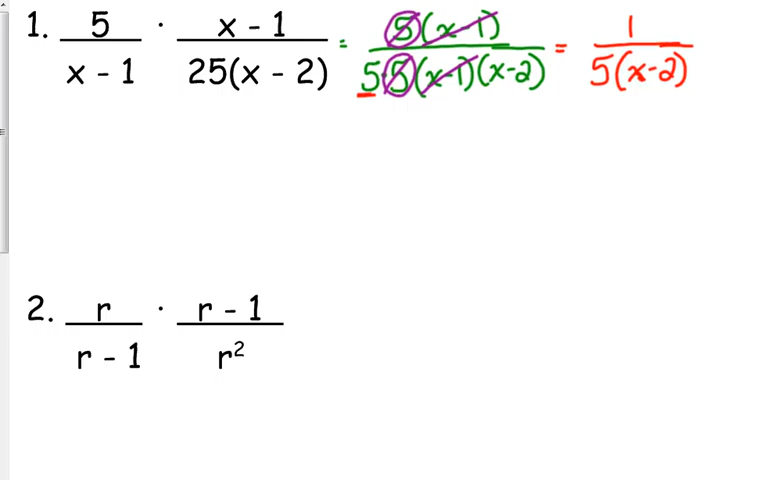 1. 5/(x - 1) · (x - 1)/(25(x - 2)) = 5(x-1)/(5·5(x-1)(x-2)) = 1/(5(x-2))
2. r/(r - 1) · (r - 1)/r²